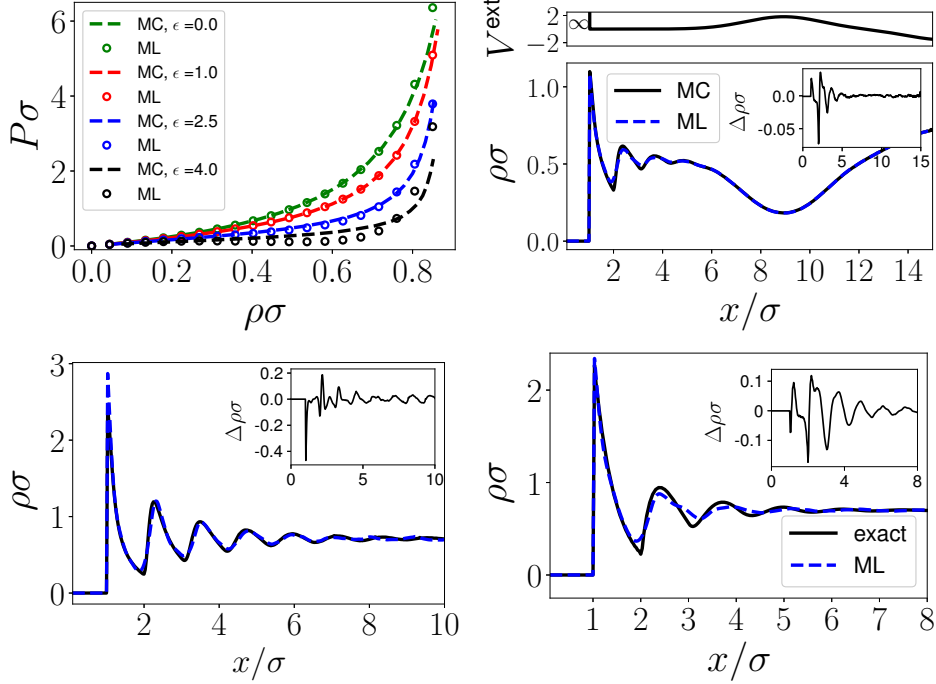 6
4
2
0
Pσ
MC, ϵ =0.0
ML
MC, ϵ =1.0
ML
MC, ϵ =2.5
ML
MC, ϵ =4.0
ML
0.0 0.2 0.4 0.6 0.8
ρσ
V^ext
2
−2
∞
1.0
0.5
0.0
ρσ
MC
ML
Δρσ
0.0
-0.05
0 5 10 15
2 4 6 8 10 12 14
x/σ
3
2
1
0
ρσ
Δρσ
0.2
0.0
-0.2
-0.4
0 5 10
2 4 6 8 10
x/σ
2
1
0
ρσ
Δρσ
0.1
0
-0.1
0 4 8
exact
ML
1 2 3 4 5 6 7 8
x/σ